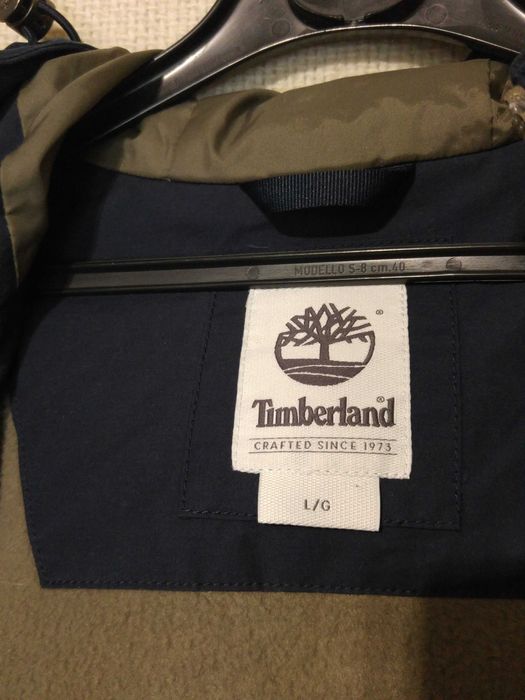 MODELLO S-8 cm.40
®
Timberland®
CRAFTED SINCE 1973
L/G